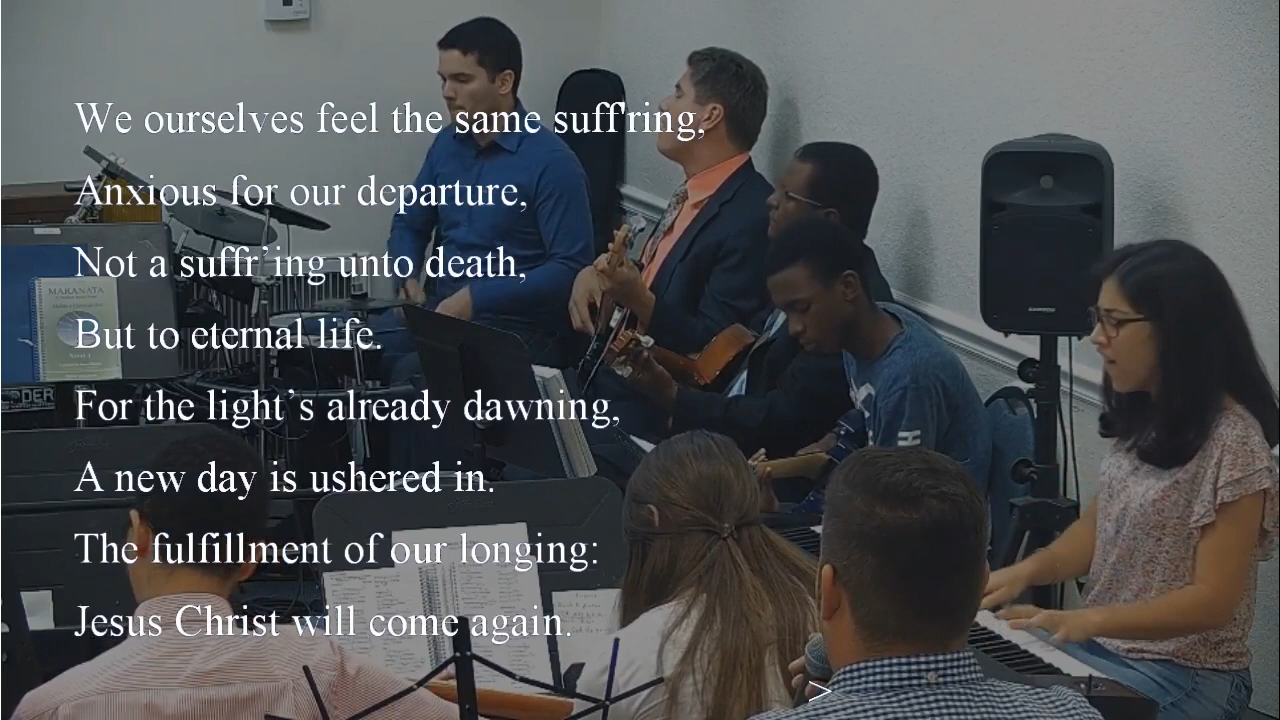 We ourselves feel the same suff'ring,
Anxious for our departure,
Not a suffr’ing unto death,
But to eternal life.
MARANATA
For the light’s already dawning,
DER
A new day is ushered in.
The fulfillment of our longing:
Jesus Christ will come again.
>